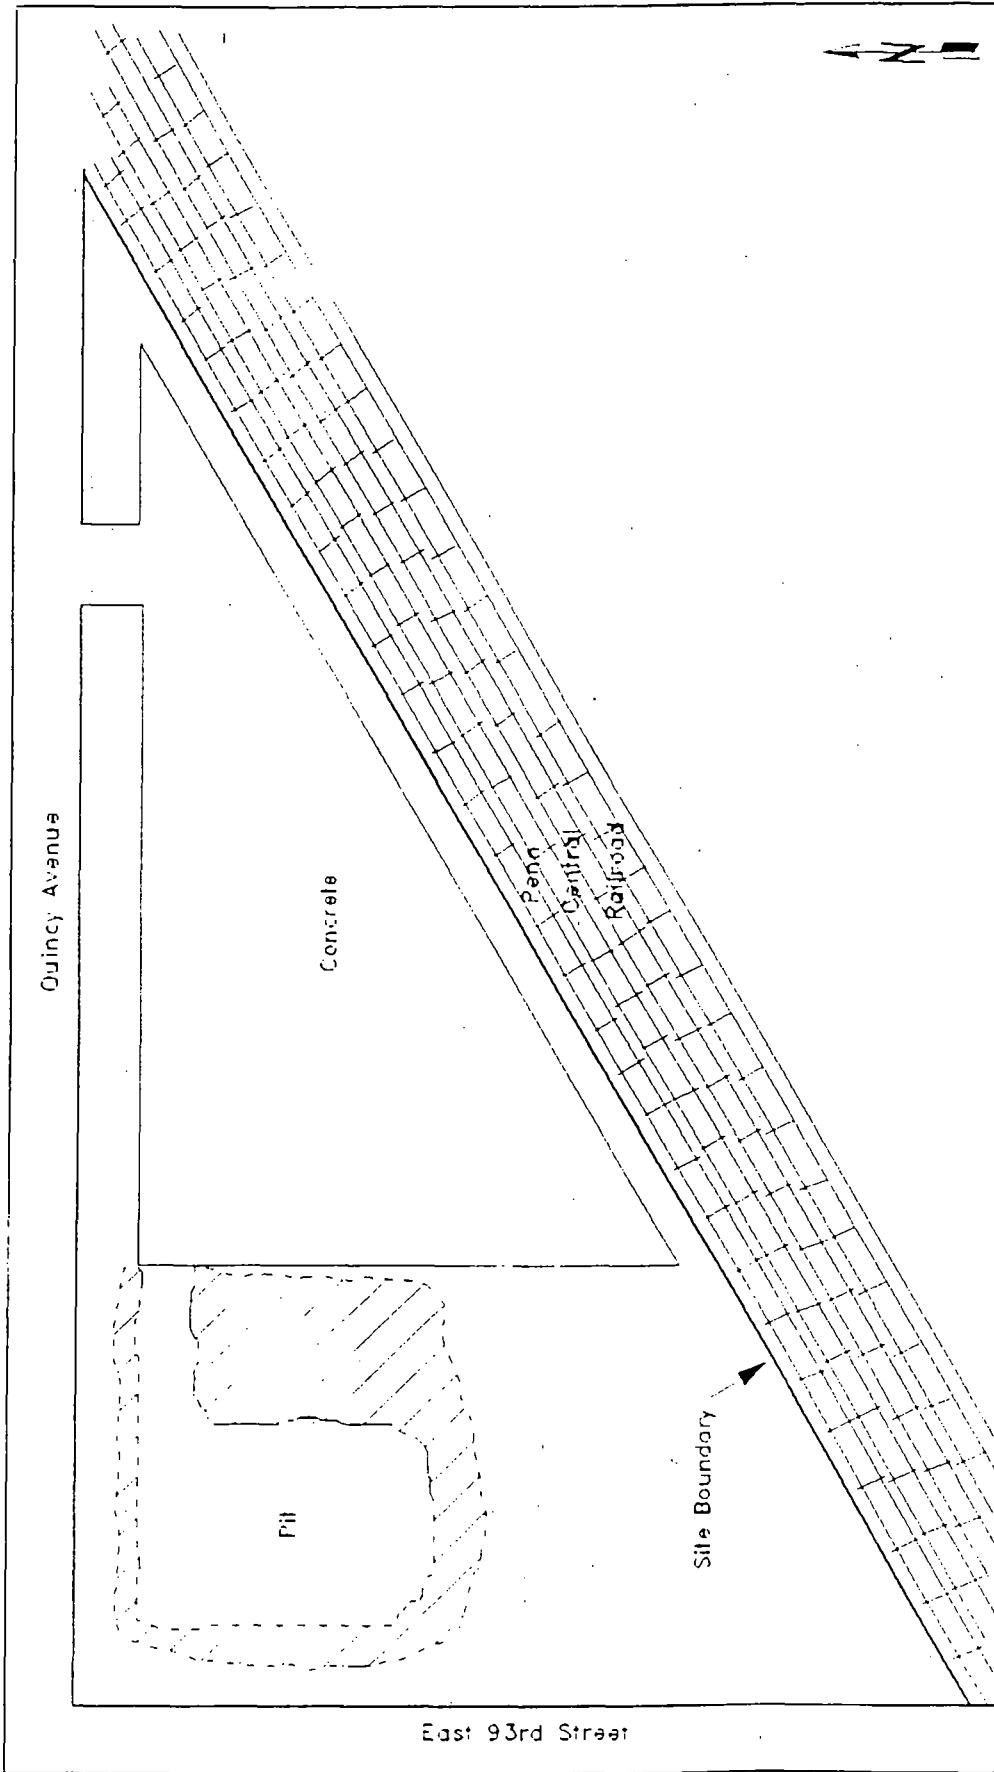 N
Quincy Avenue
Concrete
Penn
Central
Railroad
Pit
Site Boundary
East 93rd Street